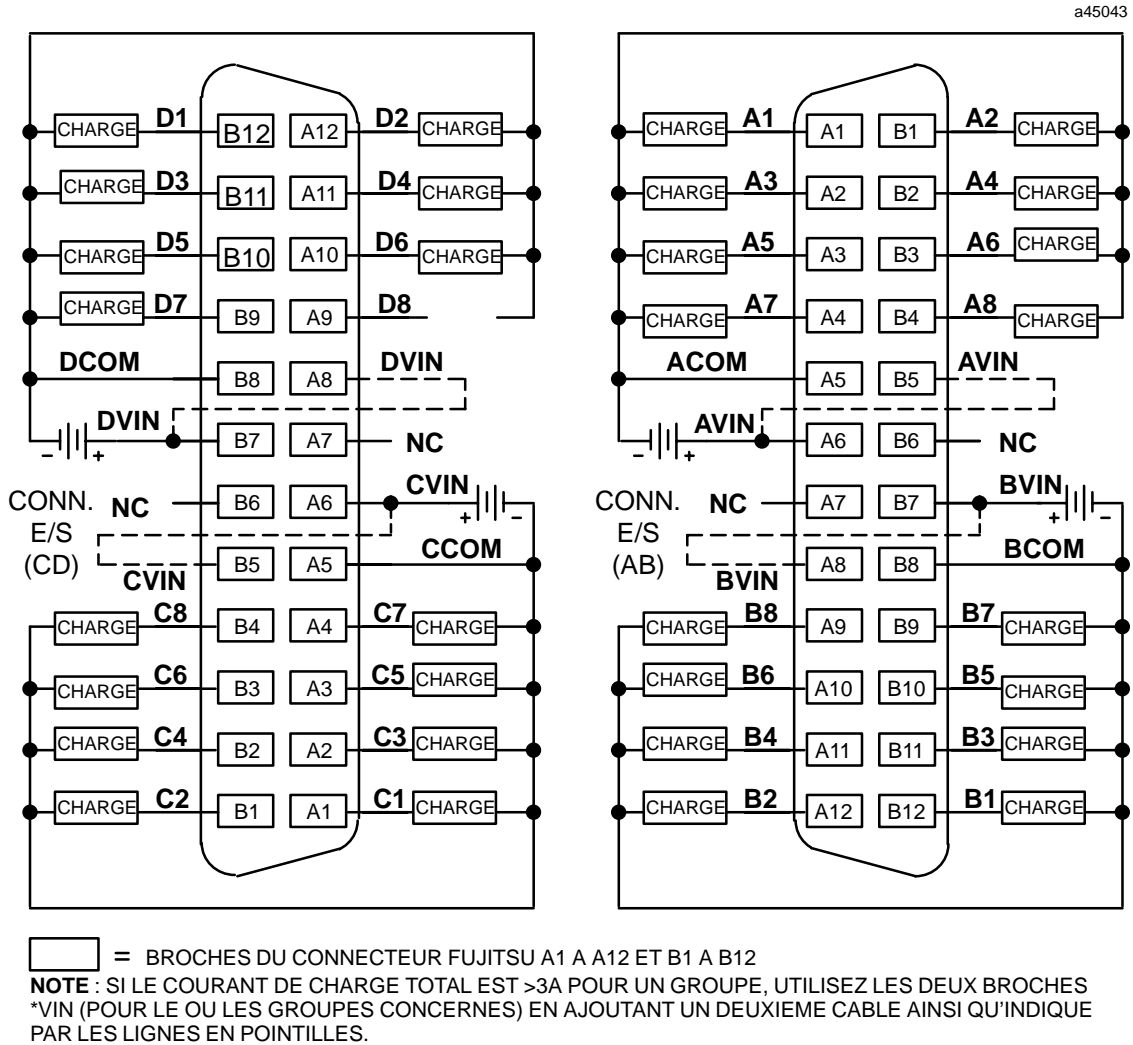 a45043
CHARGE D1 B12 A12 D2 CHARGE
CHARGE D3 B11 A11 D4 CHARGE
CHARGE D5 B10 A10 D6 CHARGE
CHARGE D7 B9 A9 D8
DCOM B8 A8 DVIN
- + DVIN B7 A7 NC
CONN. NC B6 A6 CVIN + -
E/S
(CD) CVIN B5 A5 CCOM
CHARGE C8 B4 A4 C7 CHARGE
CHARGE C6 B3 A3 C5 CHARGE
CHARGE C4 B2 A2 C3 CHARGE
CHARGE C2 B1 A1 C1 CHARGE
CHARGE A1 A1 B1 A2 CHARGE
CHARGE A3 A2 B2 A4 CHARGE
CHARGE A5 A3 B3 A6 CHARGE
CHARGE A7 A4 B4 A8 CHARGE
ACOM A5 B5 AVIN
- + AVIN A6 B6 NC
CONN. NC A7 B7 BVIN + -
E/S
(AB) BVIN A8 B8 BCOM
CHARGE B8 A9 B9 B7 CHARGE
CHARGE B6 A10 B10 B5 CHARGE
CHARGE B4 A11 B11 B3 CHARGE
CHARGE B2 A12 B12 B1 CHARGE
= BROCHES DU CONNECTEUR FUJITSU A1 A A12 ET B1 A B12
NOTE : SI LE COURANT DE CHARGE TOTAL EST >3A POUR UN GROUPE, UTILISEZ LES DEUX BROCHES
*VIN (POUR LE OU LES GROUPES CONCERNES) EN AJOUTANT UN DEUXIEME CABLE AINSI QU'INDIQUE
PAR LES LIGNES EN POINTILLES.